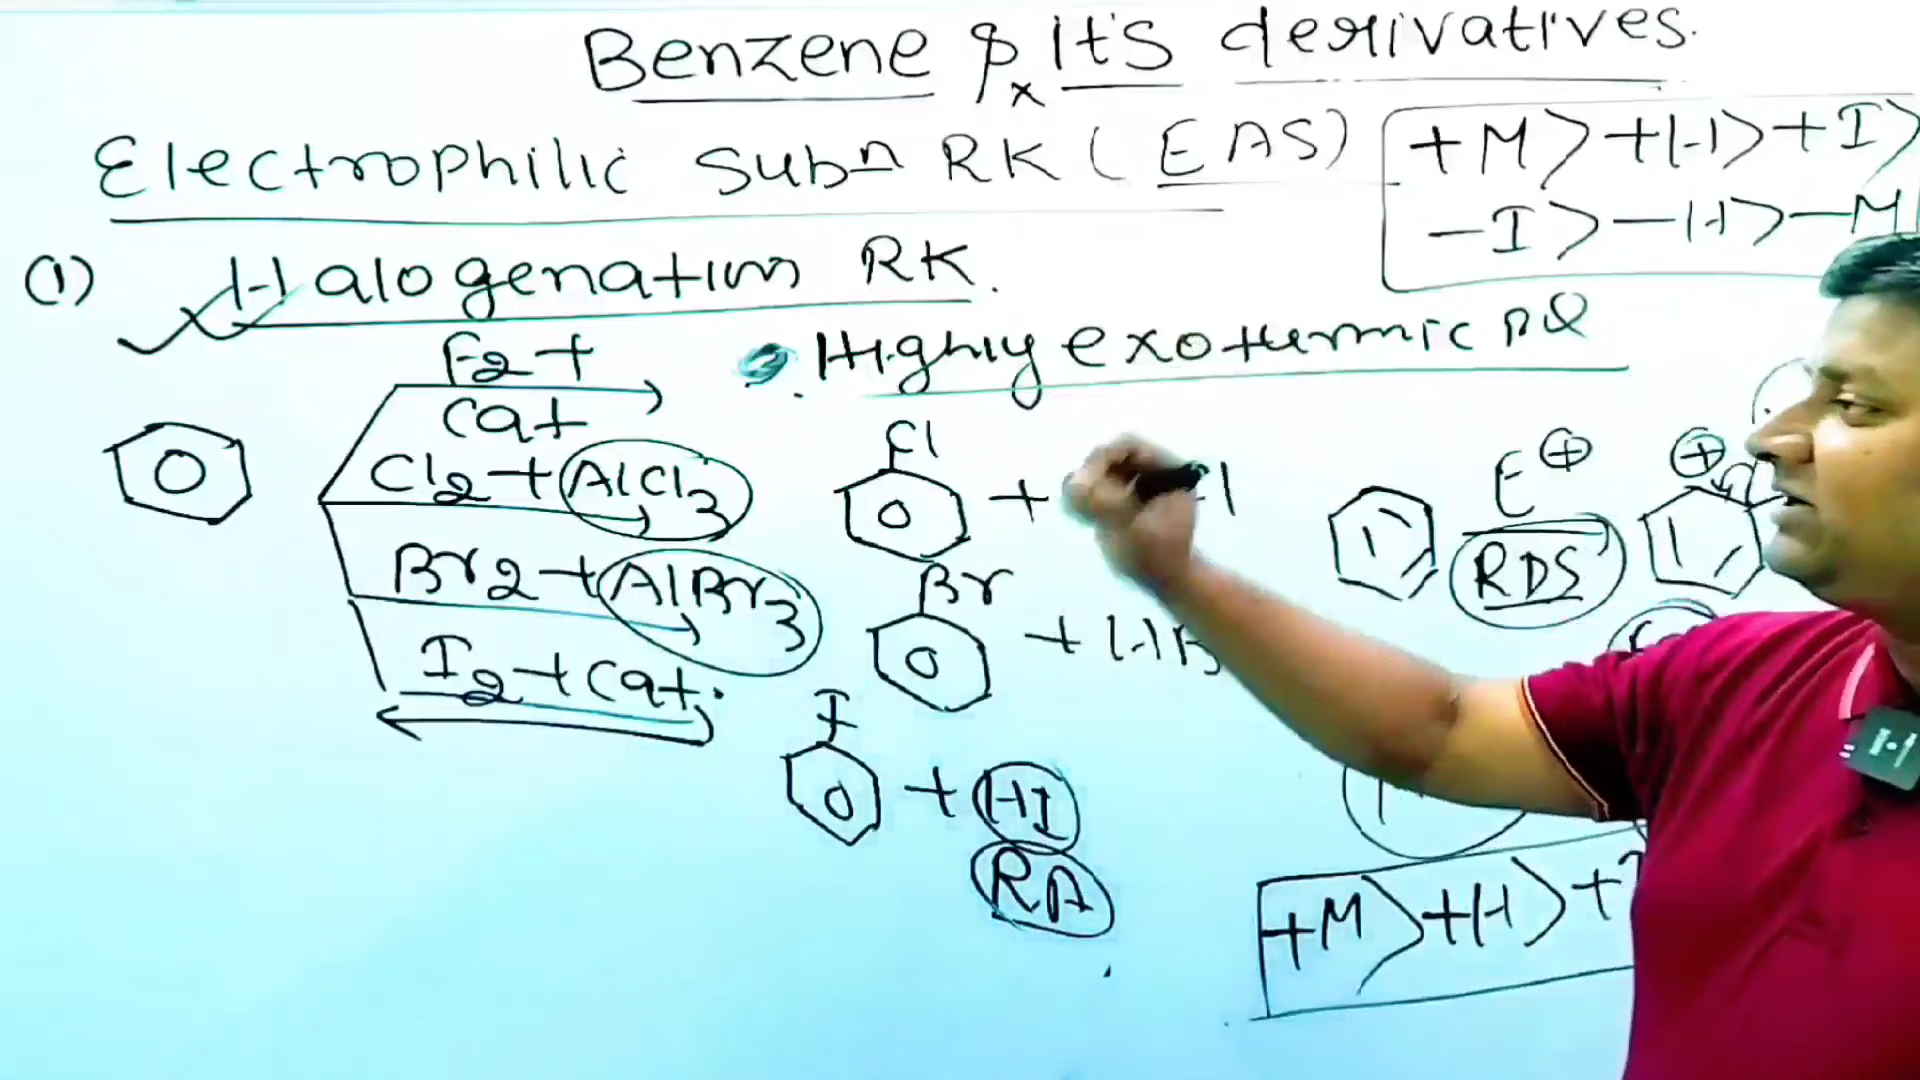 Benzene & It's derivatives.
x
Electrophilic Subn RK (EAS)
+M > +H > +I >
-I > -H > -M
(1) Halogenation RK.
F2 +
Cat
Highly exothermic
Cl2 + AlCl3
Cl
+
Br2 + AlBr3
Br
+ HB
I2 + Cat.
I
+ HI
RA
E⊕
RDS
⊕
+M > +H > +